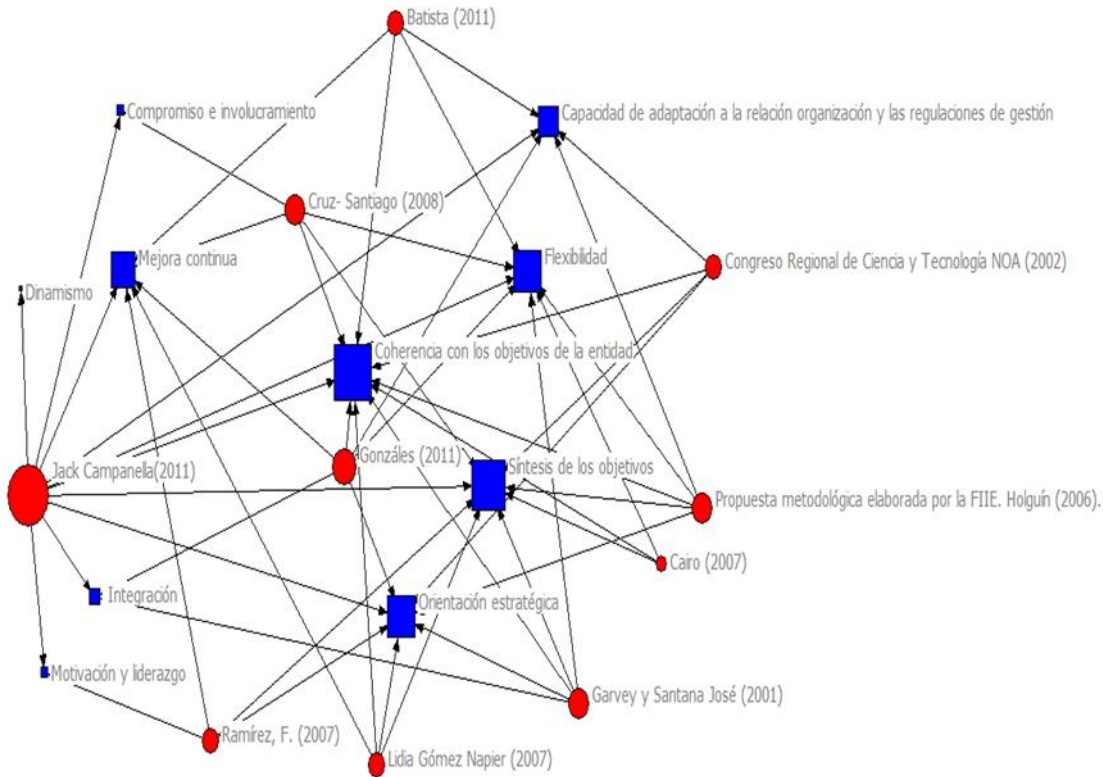 Batista (2011)
Compromiso e involucramiento
Capacidad de adaptación a la relación organización y las regulaciones de gestión
Cruz- Santiago (2008)
Mejora continua
Flexibilidad
Congreso Regional de Ciencia y Tecnología NOA (2002)
Dinamismo
Coherencia con los objetivos de la entidad
Gonzáles (2011)
Síntesis de los objetivos
Jack Campanella(2011)
Propuesta metodológica elaborada por la FIIE. Holguín (2006).
Cairo (2007)
Integración
Orientación estratégica
Motivación y liderazgo
Garvey y Santana José (2001)
Ramírez, F. (2007)
Lidia Gómez Napier (2007)